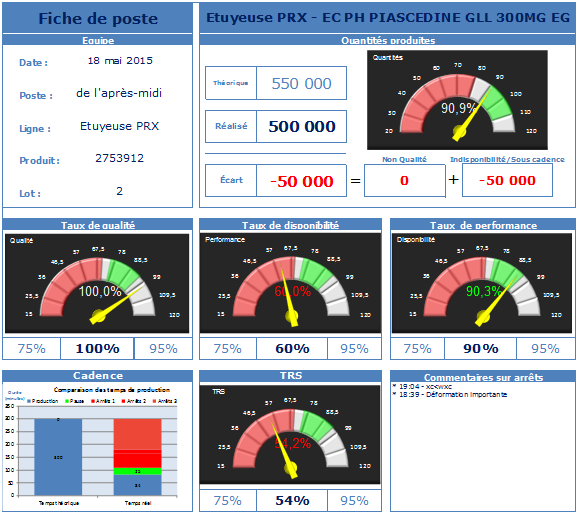 Fiche de poste
Etuyeuse PRX - EC PH PIASCEDINE GLL 300MG EG
Equipe
Quantités produites
Date :
18 mai 2015
Poste :
de l'après-midi
Ligne :
Etuyeuse PRX
Produit :
2753912
Lot :
2
Théorique
550 000
Réalisé
500 000
Quantités
20 30 40 50 60 70 80 90 100 110 120
90,9%
Non Qualité
Indisponibilité/Sous cadence
Écart
-50 000 = 0 + -50 000
Taux de qualité
Taux de disponibilité
Taux de performance
Qualité
15 25,5 36 46,5 57 67,5 78 88,5 99 109,5 120
100,0%
Performance
15 25,5 36 46,5 57 67,5 78 88,5 99 109,5 120
Disponibilité
15 25,5 36 46,5 57 67,5 78 88,5 99 109,5 120
90,3%
75% 100% 95%
75% 60% 95%
75% 90% 95%
Cadence
TRS
Commentaires sur arrêts
Comparaison des temps de production
Durée
(minutes)
Production Pause Arrêts 1 Arrêts 2 Arrêts 3
Temps théorique
Temps réel
TRS
15 25,5 36 46,5 57 67,5 78 88,5 99 109,5 120
75% 54% 95%
* 19:04 - xc<wxc
* 18:39 - Déformation importante